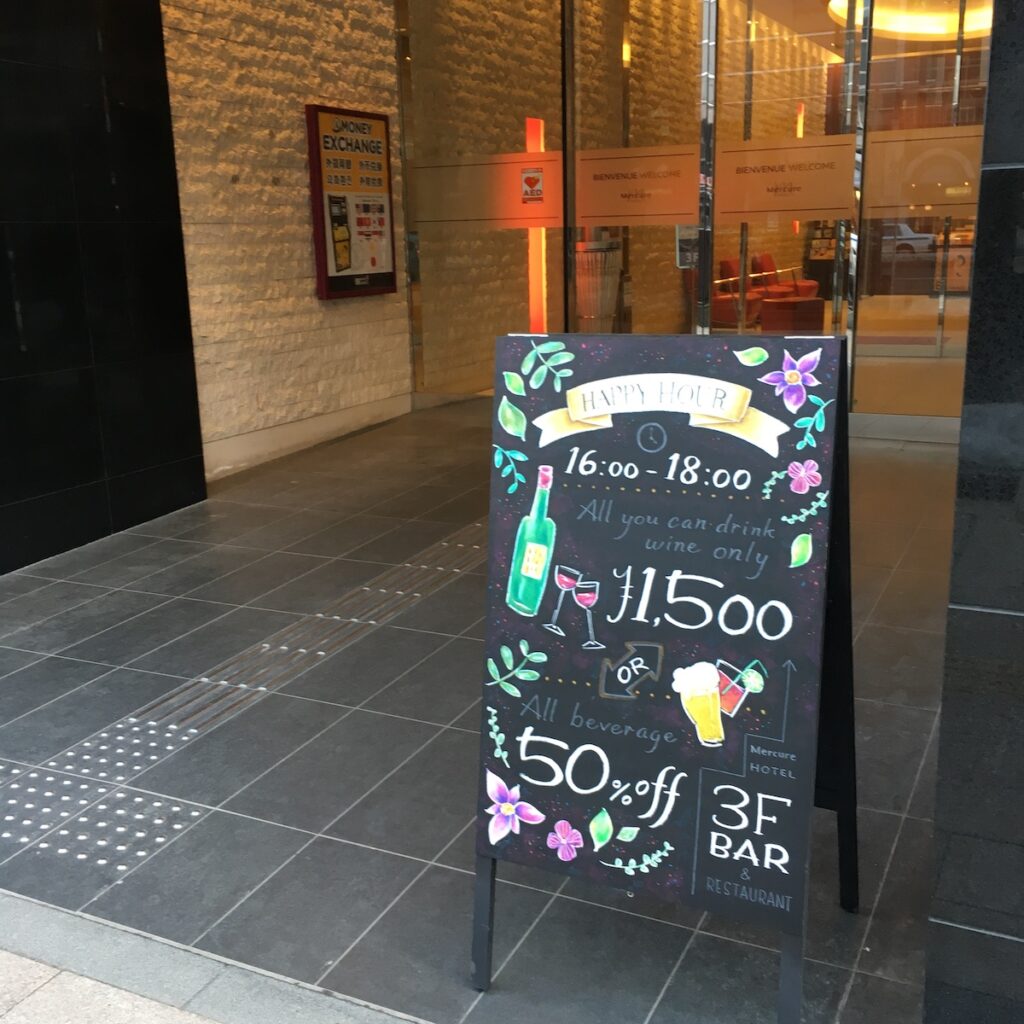 MONEY
EXCHANGE
AED
BIENVENUE WELCOME
Mercure
BIENVENUE WELCOME
Mercure
3F
HAPPY HOUR
16:00 - 18:00
All you can drink
wine only
¥1,500
OR
All beverage
50% off
Mercure
HOTEL
3F
BAR
&
RESTAURANT